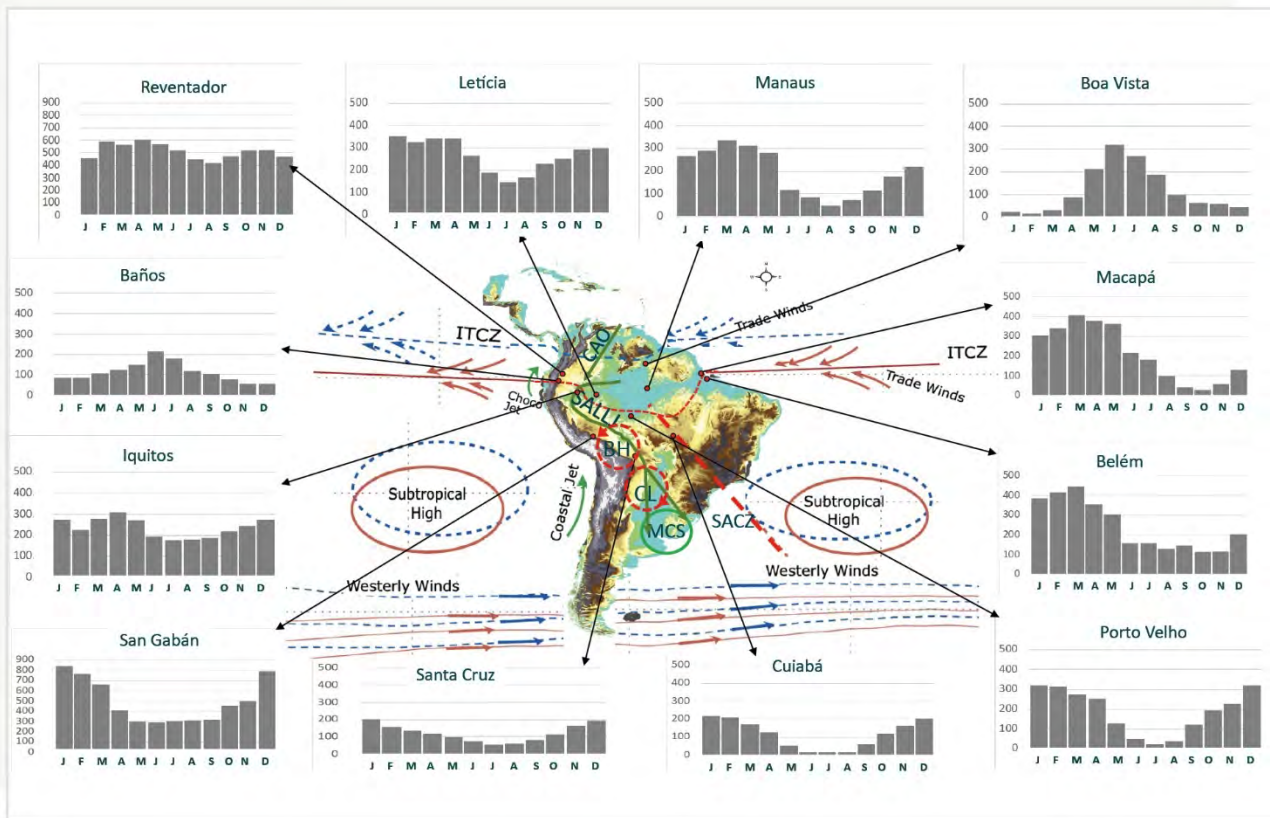 Reventador
900
800
700
600
500
400
300
200
100
0
J F M A M J J A S O N D
Letícia
500
400
300
200
100
0
J F M A M J J A S O N D
Manaus
500
400
300
200
100
0
J F M A M J J A S O N D
Boa Vista
500
400
300
200
100
0
J F M A M J J A S O N D
Baños
500
400
300
200
100
0
J F M A M J J A S O N D
Macapá
500
400
300
200
100
0
J F M A M J J A S O N D
Iquitos
500
400
300
200
100
0
J F M A M J J A S O N D
Belém
500
400
300
200
100
0
J F M A M J J A S O N D
ITCZ
Trade Winds
ITCZ
Trade Winds
CAO
Choco
Jet
SALLJ
BH
CL
MCS
SACZ
Coastal Jet
Subtropical
High
Subtropical
High
Westerly Winds
Westerly Winds
San Gabán
900
800
700
600
500
400
300
200
100
0
J F M A M J J A S O N D
Santa Cruz
500
400
300
200
100
0
J F M A M J J A S O N D
Cuiabá
500
400
300
200
100
0
J F M A M J J A S O N D
Porto Velho
500
400
300
200
100
0
J F M A M J J A S O N D